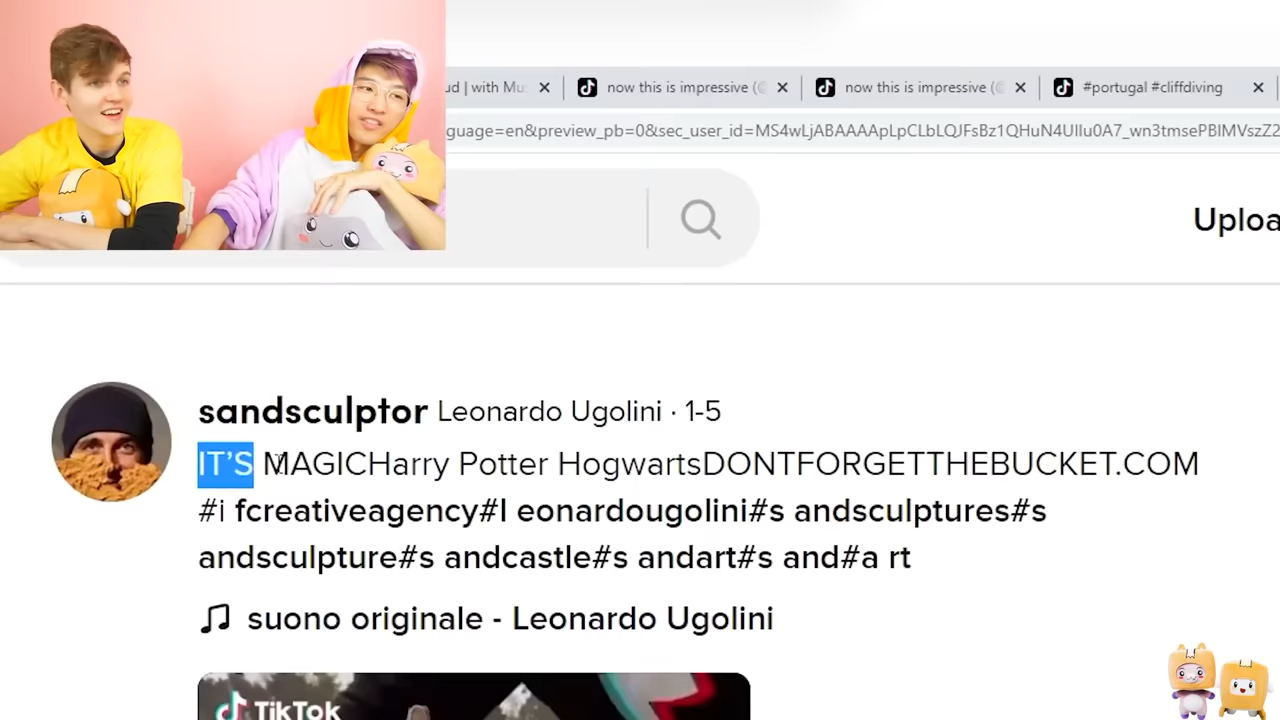 ud | with Mu
now this is impressive (
now this is impressive (
#portugal #cliffdiving
guage=en&preview_pb=0&sec_user_id=MS4wLjABAAAApLpCLbLQJFsBz1QHuN4UIlu0A7_wn3tmsePBlMVszZ2
Uploa
sandsculptor Leonardo Ugolini · 1-5
IT'S MAGICHarry Potter HogwartsDONTFORGETTHEBUCKET.COM
#i fcreativeagency#l eonardougolini#s andsculptures#s
andsculpture#s andcastle#s andart#s and#a rt
suono originale - Leonardo Ugolini
TikTok